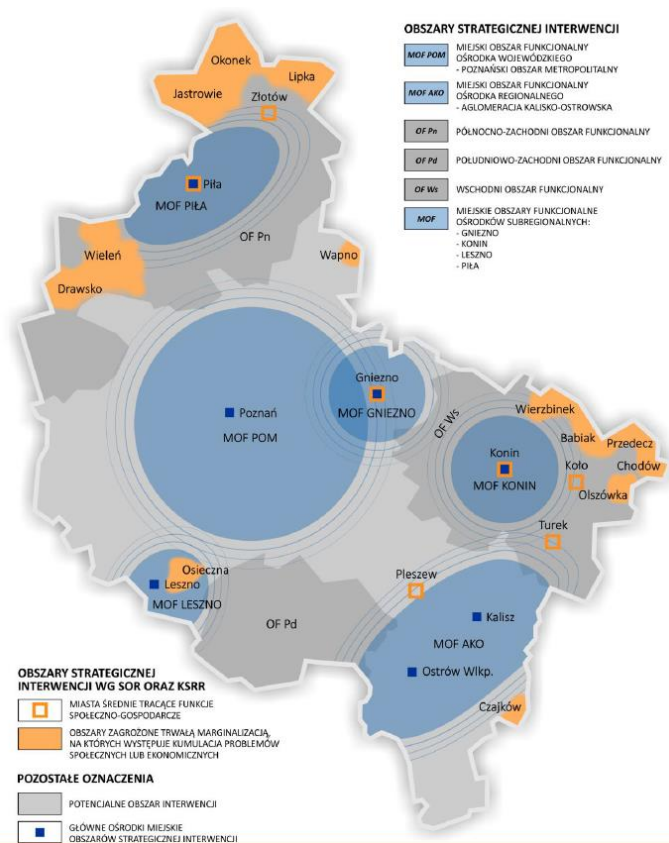 OBSZARY STRATEGICZNEJ INTERWENCJI
MOF POM
MIEJSKI OBSZAR FUNKCJONALNY
OŚRODKA WOJEWÓDZKIEGO
- POZNAŃSKI OBSZAR METROPOLITALNY
MOF AKO
MIEJSKI OBSZAR FUNKCJONALNY
OŚRODKA REGIONALNEGO
- AGLOMERACJA KALISKO-OSTROWSKA
OF Pn
PÓŁNOCNO-ZACHODNI OBSZAR FUNKCJONALNY
OF Pd
POŁUDNIOWO-ZACHODNI OBSZAR FUNKCJONALNY
OF Ws
WSCHODNI OBSZAR FUNKCJONALNY
MOF
MIEJSKIE OBSZARY FUNKCJONALNE
OŚRODKÓW SUBREGIONALNYCH:
- GNIEZNO
- KONIN
- LESZNO
- PIŁA
Okonek
Lipka
Jastrowie
Złotów
Piła
MOF PIŁA
OF Pn
Wapno
Wieleń
Drawsko
Gniezno
MOF GNIEZNO
Poznań
MOF POM
OF Ws
Wierzbinek
Babiak
Przedecz
Konin
Koło
Chodów
MOF KONIN
Olszówka
Turek
Osieczna
Leszno
MOF LESZNO
Pleszew
OF Pd
Kalisz
MOF AKO
Ostrów Wlkp.
Czajków
OBSZARY STRATEGICZNEJ
INTERWENCJI WG SOR ORAZ KSRR
MIASTA ŚREDNIE TRACĄCE FUNKCJE
SPOŁECZNO-GOSPODARCZE
OBSZARY ZAGROŻONE TRWAŁĄ MARGINALIZACJĄ,
NA KTÓRYCH WYSTĘPUJE KUMULACJA PROBLEMÓW
SPOŁECZNYCH LUB EKONOMICZNYCH
POZOSTAŁE OZNACZENIA
POTENCJALNE OBSZAR INTERWENCJI
GŁÓWNE OŚRODKI MIEJSKIE
OBSZARÓW STRATEGICZNEJ INTERWENCJI